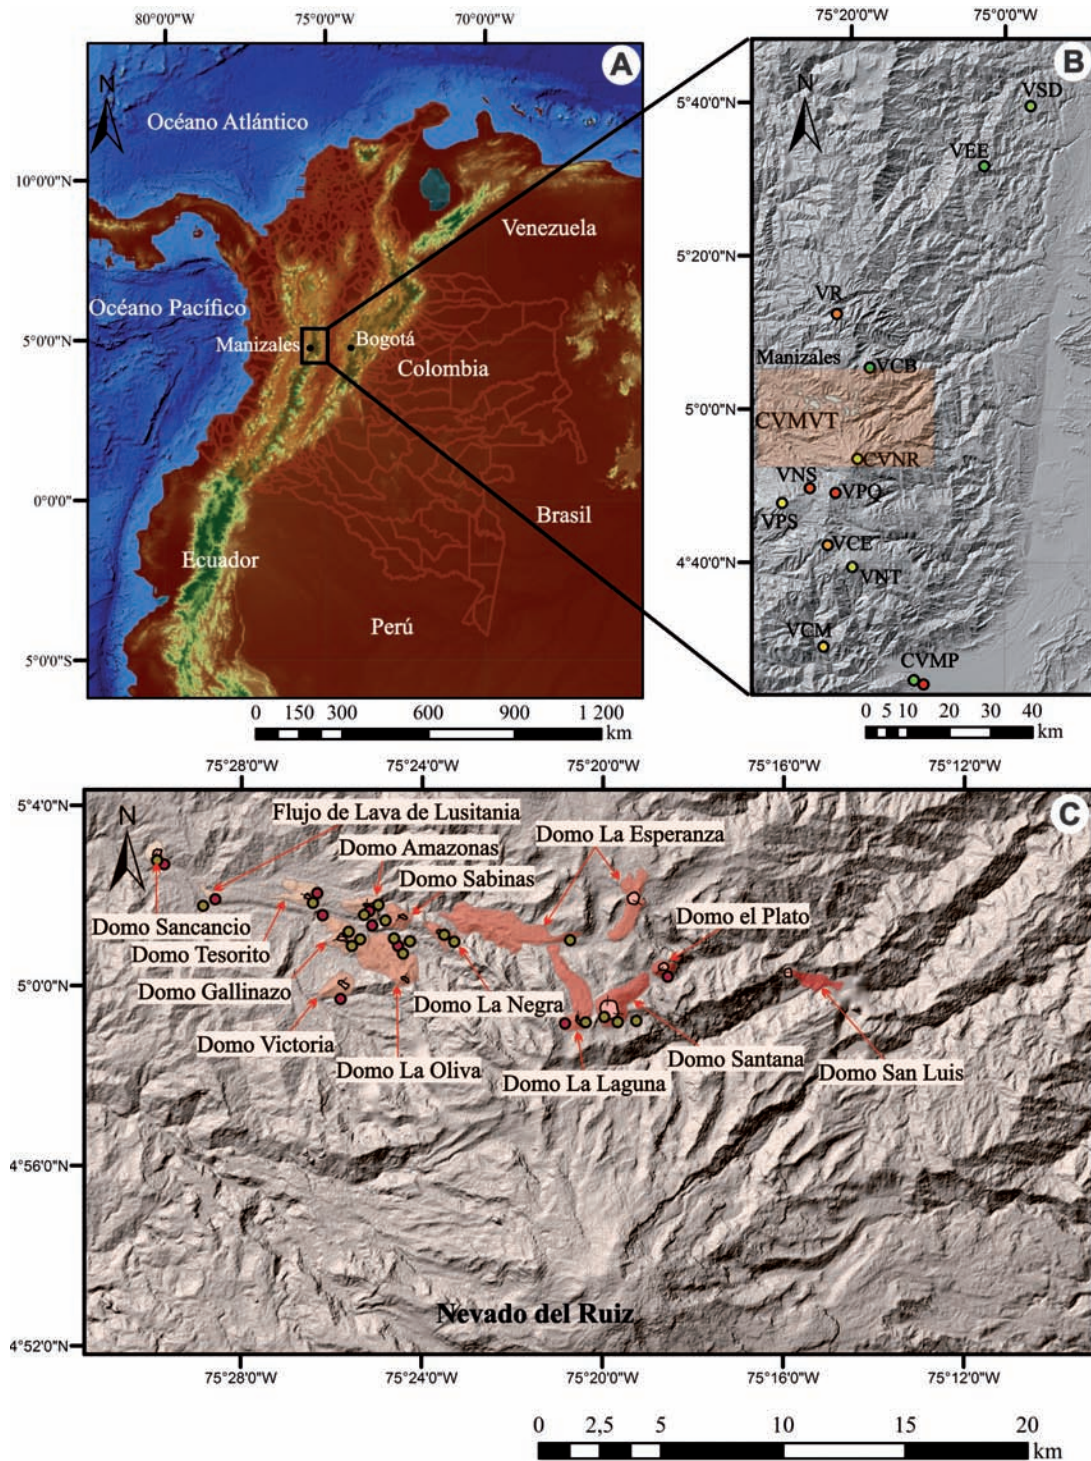 80°0'0"W 75°0'0"W 70°0'0"W
A
N
Océano Atlántico
10°0'0"N
Venezuela
Océano Pacífico
5°0'0"N
Manizales
Bogotá
Colombia
0°0'0"N
Brasil
Ecuador
Perú
5°0'0"S
0 150 300 600 900 1 200
km
75°20'0"W 75°0'0"W
B
N
5°40'0"N
VSD
VEE
5°20'0"N
VR
Manizales
VCB
5°0'0"N
CVMVT
CVNR
VNS
VPQ
VPS
VCE
4°40'0"N
VNT
VCM
CVMP
0 5 10 20 30 40
km
75°28'0"W 75°24'0"W 75°20'0"W 75°16'0"W 75°12'0"W
C
5°4'0"N
N
Flujo de Lava de Lusitania
Domo La Esperanza
Domo Amazonas
Domo Sabinas
Domo el Plato
Domo Sancancio
Domo Tesorito
5°0'0"N
Domo Gallinazo
Domo La Negra
Domo Victoria
Domo Santana
Domo La Oliva
Domo La Laguna
Domo San Luis
4°56'0"N
Nevado del Ruiz
4°52'0"N
75°28'0"W 75°24'0"W 75°20'0"W 75°16'0"W 75°12'0"W
0 2,5 5 10 15 20
km